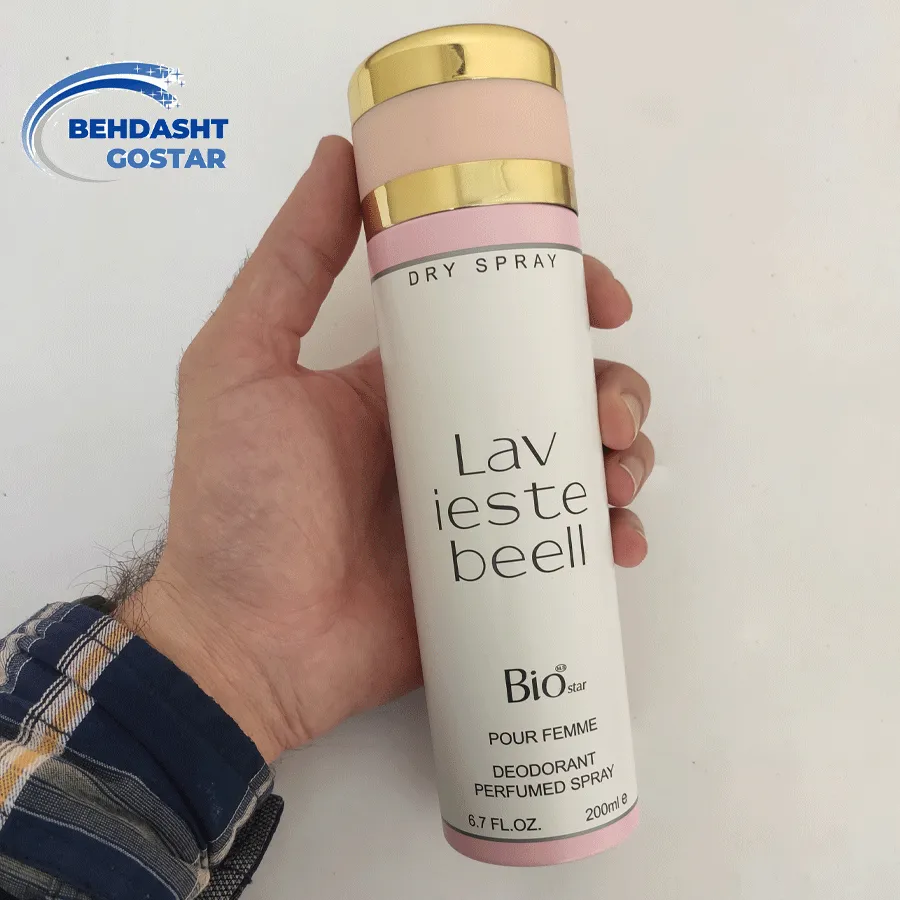 BEHDASHT
GOSTAR
DRY SPRAY
Lav
ieste
beell
Bio
star
POUR FEMME
DEODORANT
PERFUMED SPRAY
6.7 FL.OZ. 200ml e